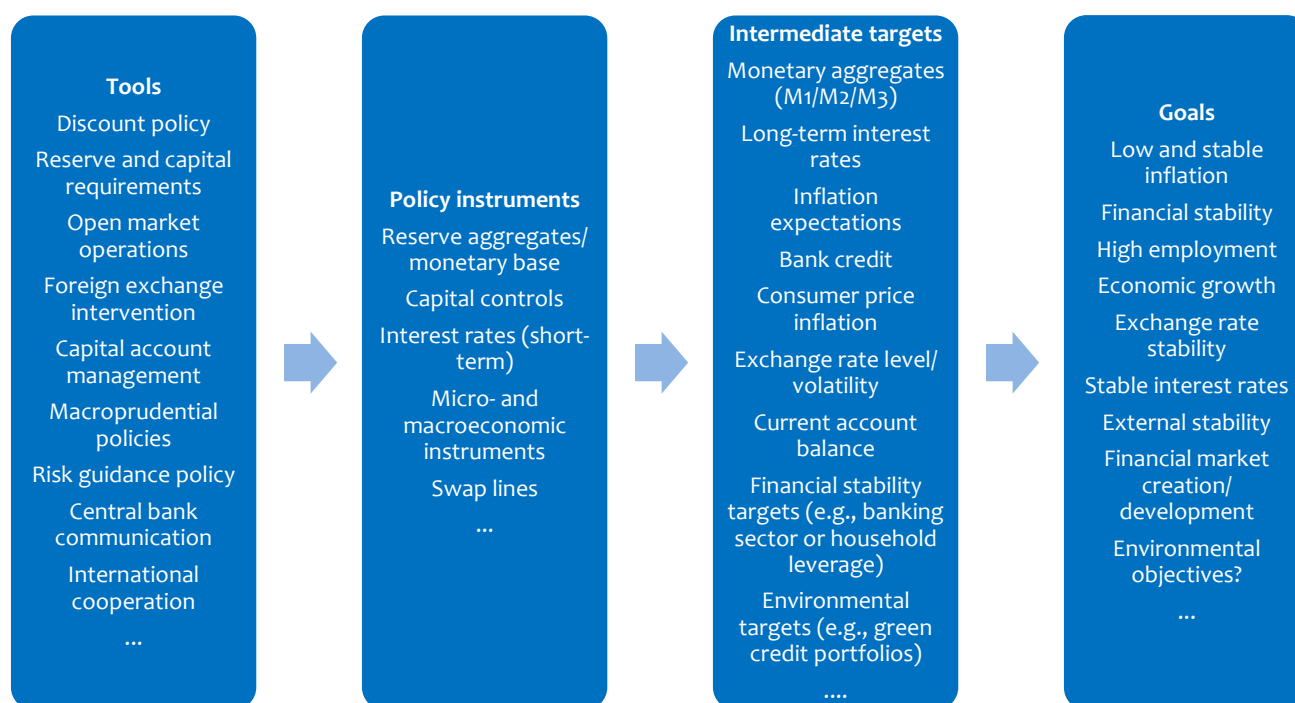 Tools
Discount policy
Reserve and capital
requirements
Open market
operations
Foreign exchange
intervention
Capital account
management
Macroprudential
policies
Risk guidance policy
Central bank
communication
International
cooperation
...
Policy instruments
Reserve aggregates/
monetary base
Capital controls
Interest rates (short-
term)
Micro- and
macroeconomic
instruments
Swap lines
...
Intermediate targets
Monetary aggregates
(M1/M2/M3)
Long-term interest
rates
Inflation
expectations
Bank credit
Consumer price
inflation
Exchange rate level/
volatility
Current account
balance
Financial stability
targets (e.g., banking
sector or household
leverage)
Environmental
targets (e.g., green
credit portfolios)
....
Goals
Low and stable
inflation
Financial stability
High employment
Economic growth
Exchange rate
stability
Stable interest rates
External stability
Financial market
creation/
development
Environmental
objectives?
...